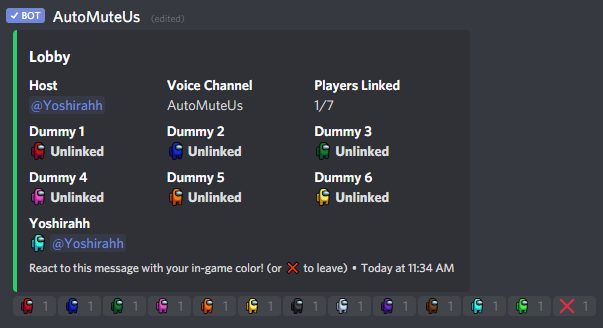 ✓ BOT AutoMuteUs (edited)
Lobby
Host Voice Channel Players Linked
@Yoshirahh AutoMuteUs 1/7
Dummy 1 Dummy 2 Dummy 3
Unlinked Unlinked Unlinked
Dummy 4 Dummy 5 Dummy 6
Unlinked Unlinked Unlinked
Yoshirahh
@Yoshirahh
React to this message with your in-game color! (or ❌ to leave) • Today at 11:34 AM
1 1 1 1 1 1 1 1 1 1 1 1 ❌ 1